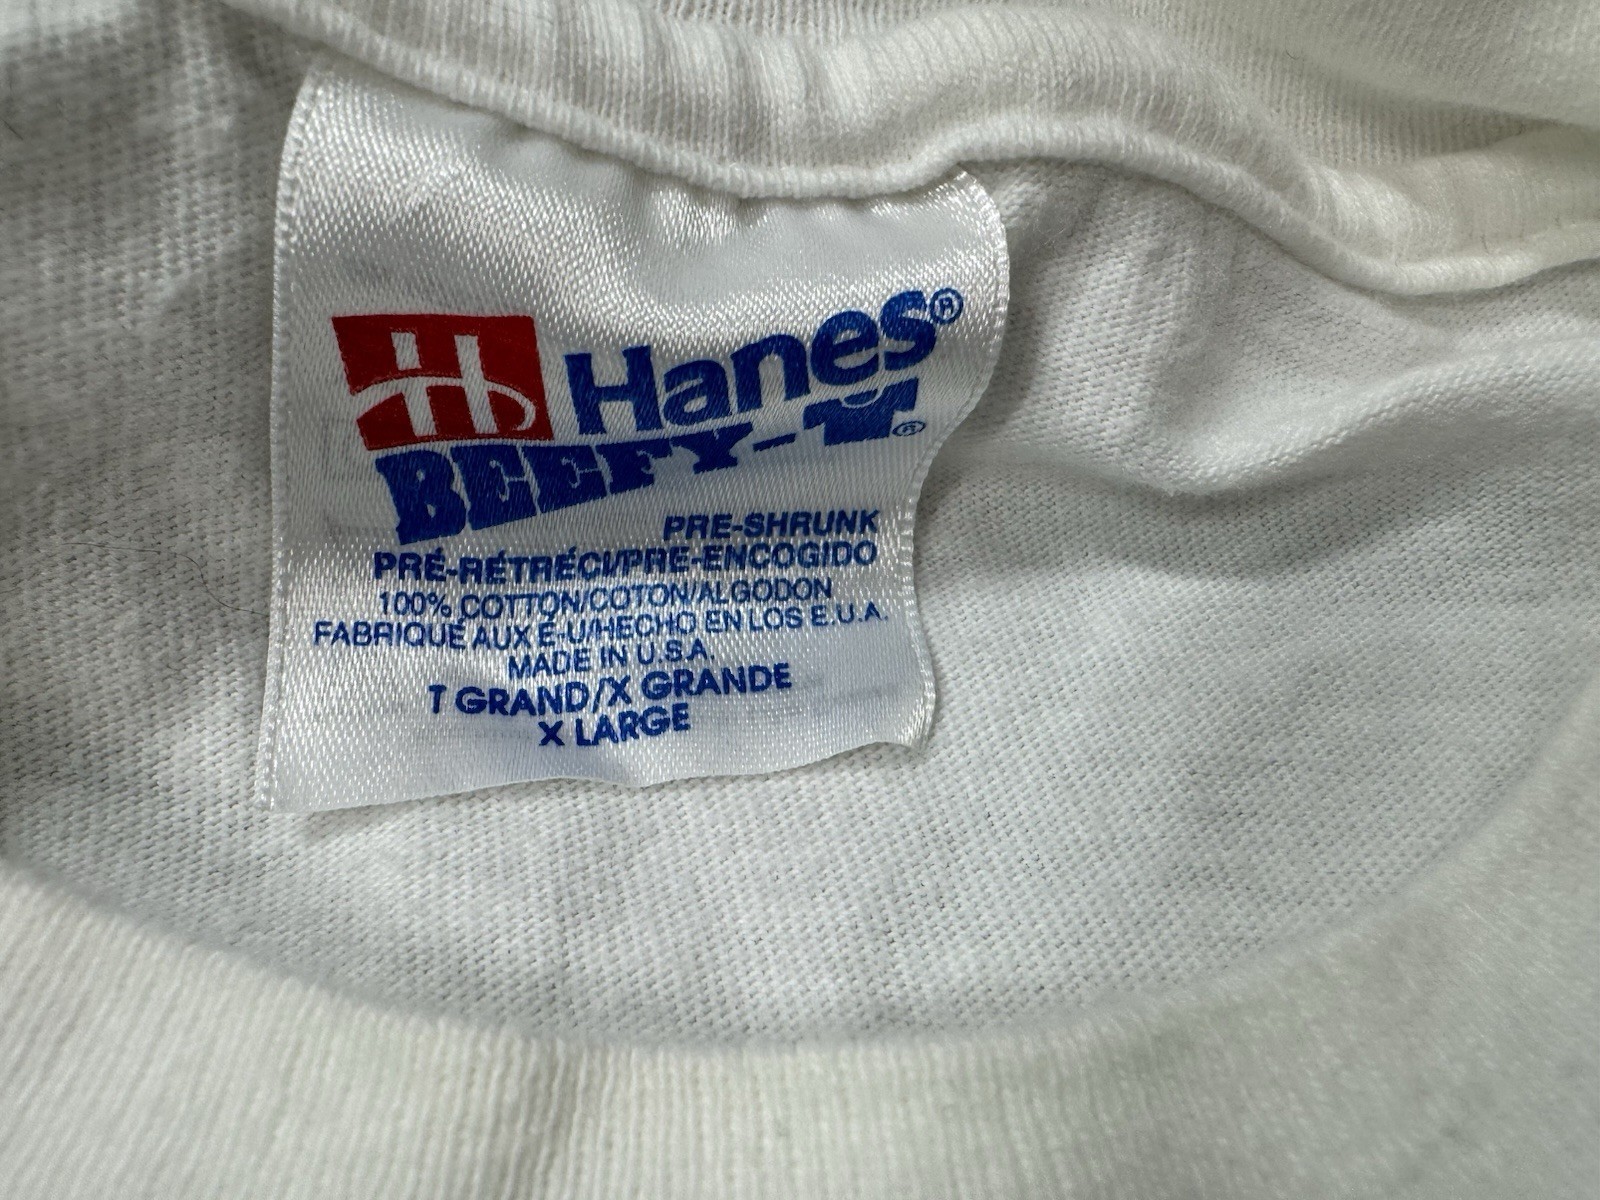 H Hanes®
BEEFY-T®
PRE-SHRUNK
PRÉ-RÉTRÉCI/PRE-ENCOGIDO
100% COTTON/COTON/ALGODON
FABRIQUÉ AUX É-U/HECHO EN LOS E.U.A.
MADE IN U.S.A.
T GRAND/X GRANDE
X LARGE